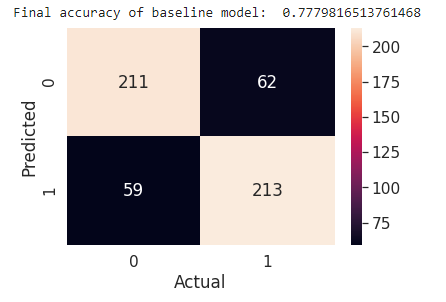 Final accuracy of baseline model:  0.7779816513761468
0 211 62 200
175
150
Predicted
125
1 59 213 100
75
0 1
Actual